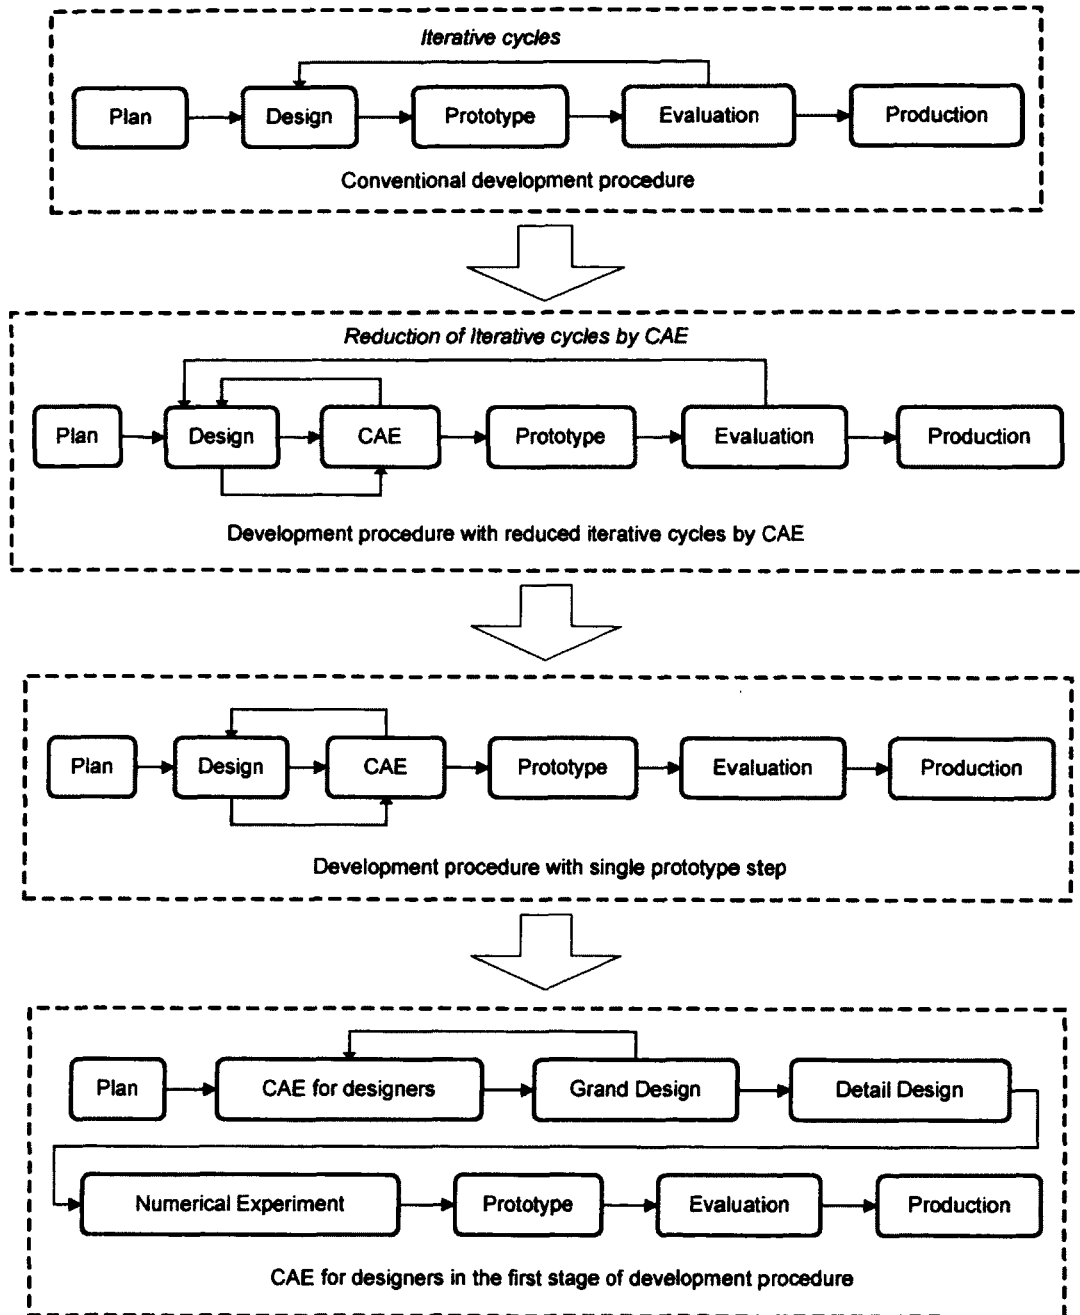 Iterative cycles
Plan
Design
Prototype
Evaluation
Production
Conventional development procedure
Reduction of Iterative cycles by CAE
Plan
Design
CAE
Prototype
Evaluation
Production
Development procedure with reduced iterative cycles by CAE
Plan
Design
CAE
Prototype
Evaluation
Production
Development procedure with single prototype step
Plan
CAE for designers
Grand Design
Detail Design
Numerical Experiment
Prototype
Evaluation
Production
CAE for designers in the first stage of development procedure